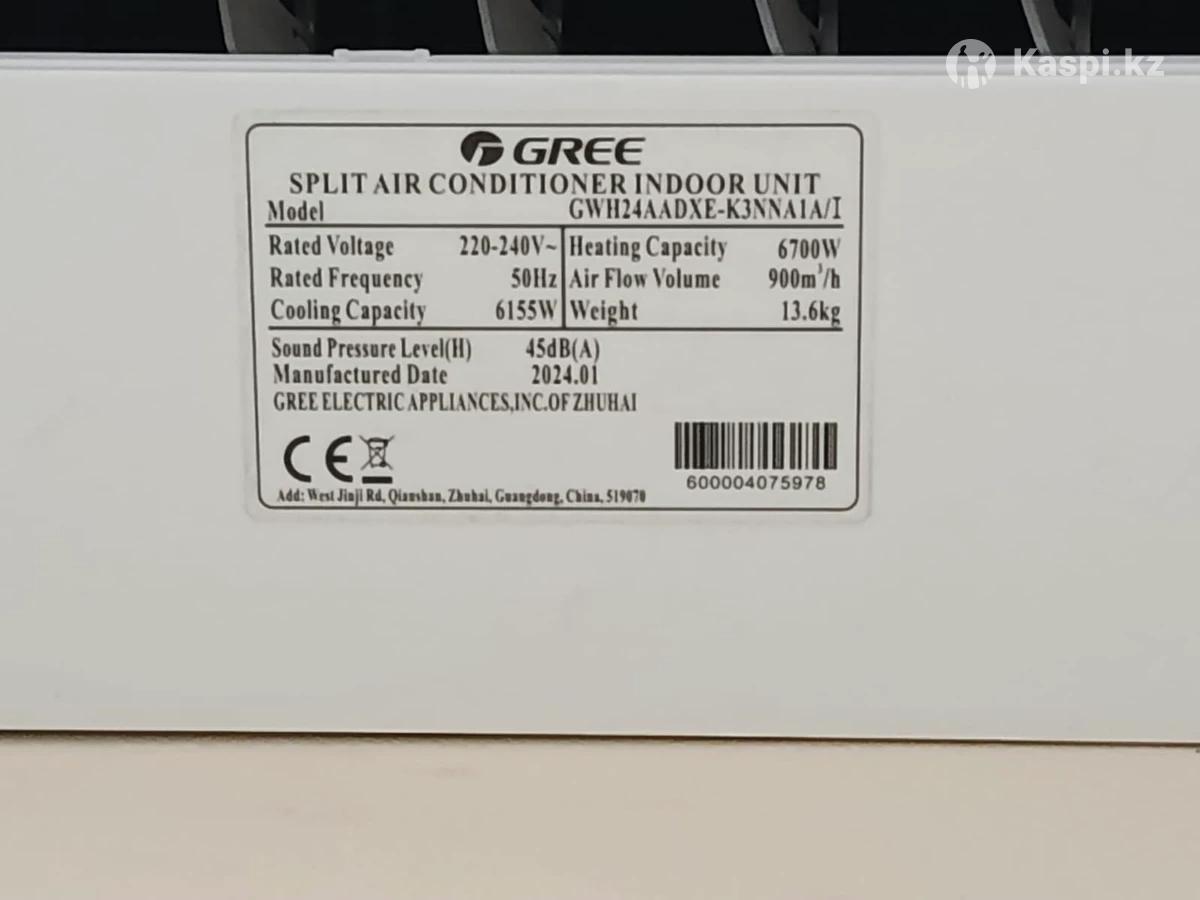 Kaspi.kz
GREE
SPLIT AIR CONDITIONER INDOOR UNIT
Model GWH24AADXE-K3NNA1A/I
Rated Voltage 220-240V~ Heating Capacity 6700W
Rated Frequency 50Hz Air Flow Volume 900m³/h
Cooling Capacity 6155W Weight 13.6kg
Sound Pressure Level(H) 45dB(A)
Manufactured Date 2024.01
GREE ELECTRIC APPLIANCES,INC.OF ZHUHAI
CE
600004075978
Add: West Jinji Rd, Qianshan, Zhuhai, Guangdong, China, 519070